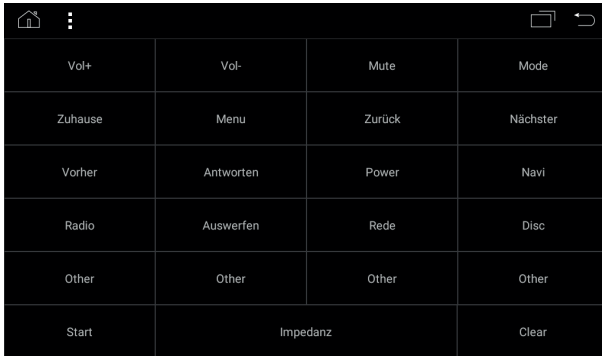 Vol+ Vol- Mute Mode
Zuhause Menu Zurück Nächster
Vorher Antworten Power Navi
Radio Auswerfen Rede Disc
Other Other Other Other
Start Impedanz Clear